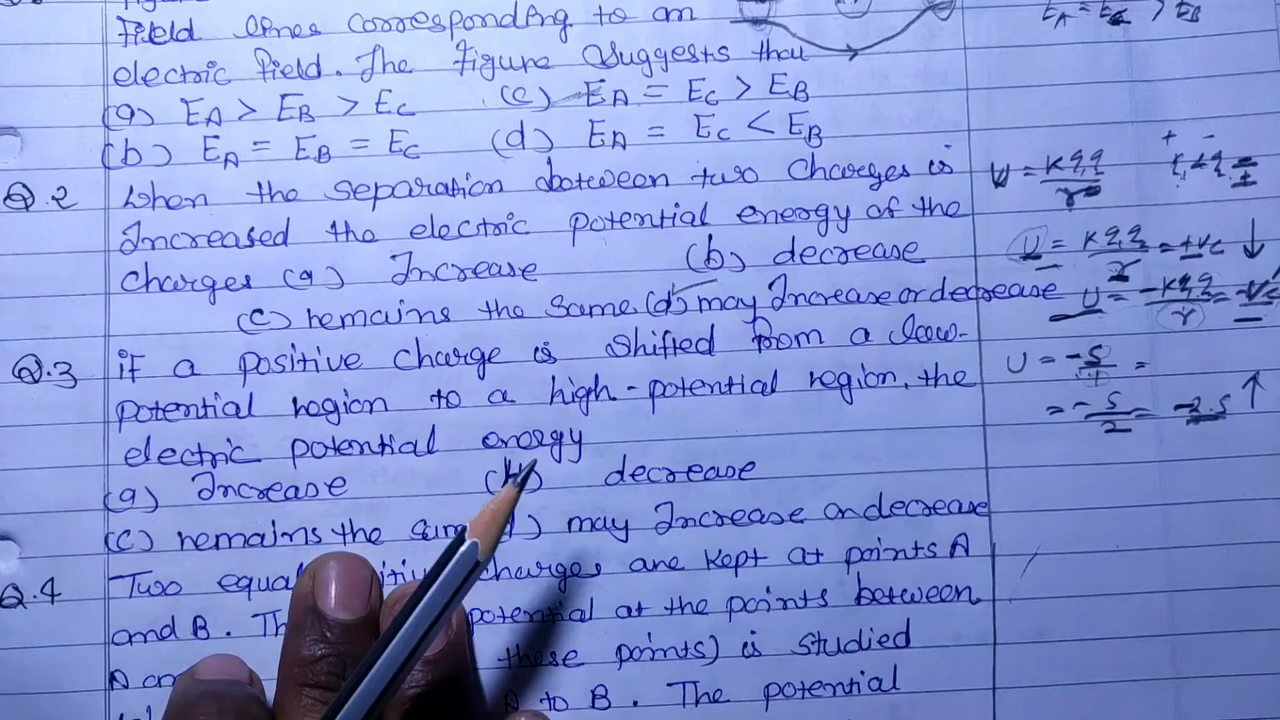 Field lines corresponding to an
electric field. The figure Suggests that
(a) EA > EB > EC (c) EA = EC > EB
(b) EA = EB = EC (d) EA = EC < EB
Q.2 When the separation between two Charges is
Increased the electric potential energy of the
Charges (a) Increase (b) decrease
(c) remains the same (d) may Increase or decrease
Q.3 if a positive charge is shifted from a low-
potential region to a high-potential region, the
electric potential energy
(a) Increase (b) decrease
(c) remains the same may Increase or decrease
Q.4 Two equal charges are kept at points A
and B. potential at the points between
A these points) is studied
A to B. The potential
EA = EC > EB
+ -
U =
U = = +ve ↓
U = = -ve
U = -5/1 =
= -5/2 = -2.5 ↑